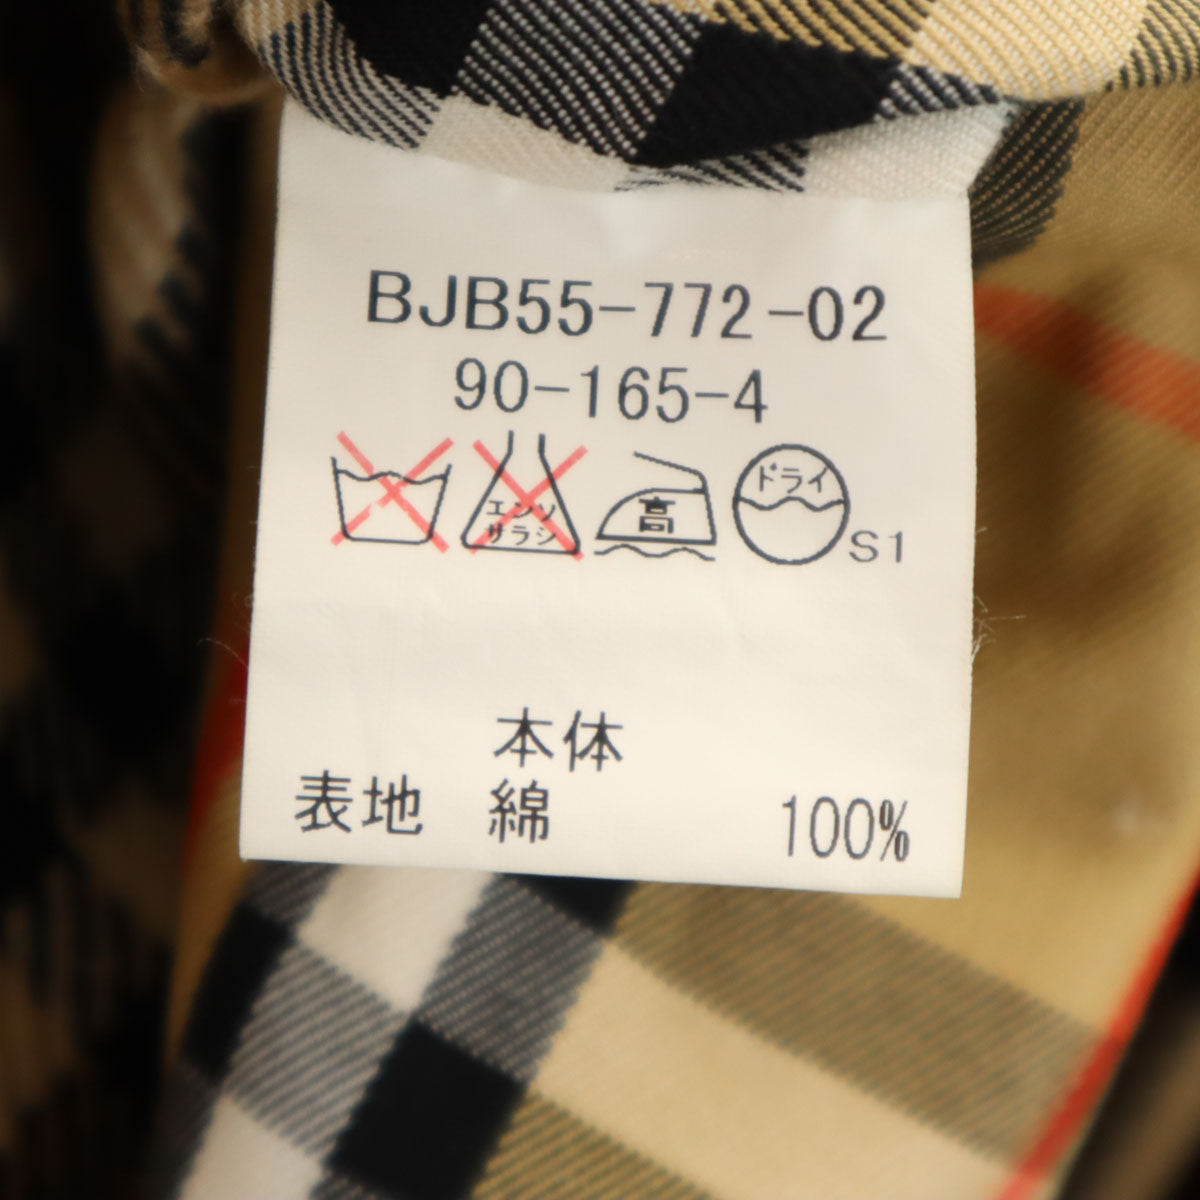 BJB55-772-02
90-165-4
エンソサラシ 高 ドライ S1
本体
表地 綿 100%